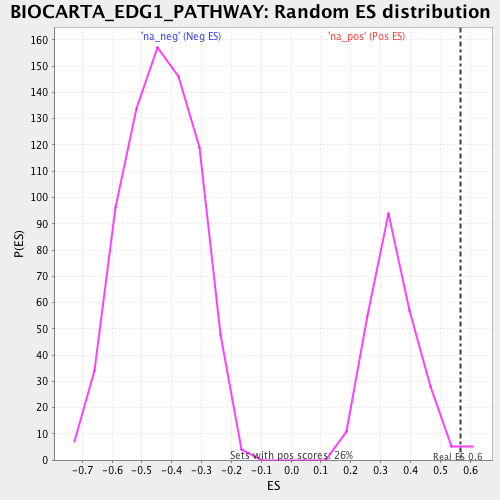 BIOCARTA_EDG1_PATHWAY: Random ES distribution
'na_neg' (Neg ES)
'na_pos' (Pos ES)
160
150
140
130
120
110
100
90
80
70
60
50
40
30
20
10
0
P(ES)
Sets with pos scores: 26%
Real ES 0.6
-0.7 -0.6 -0.5 -0.4 -0.3 -0.2 -0.1 0.0 0.1 0.2 0.3 0.4 0.5 0.6
ES